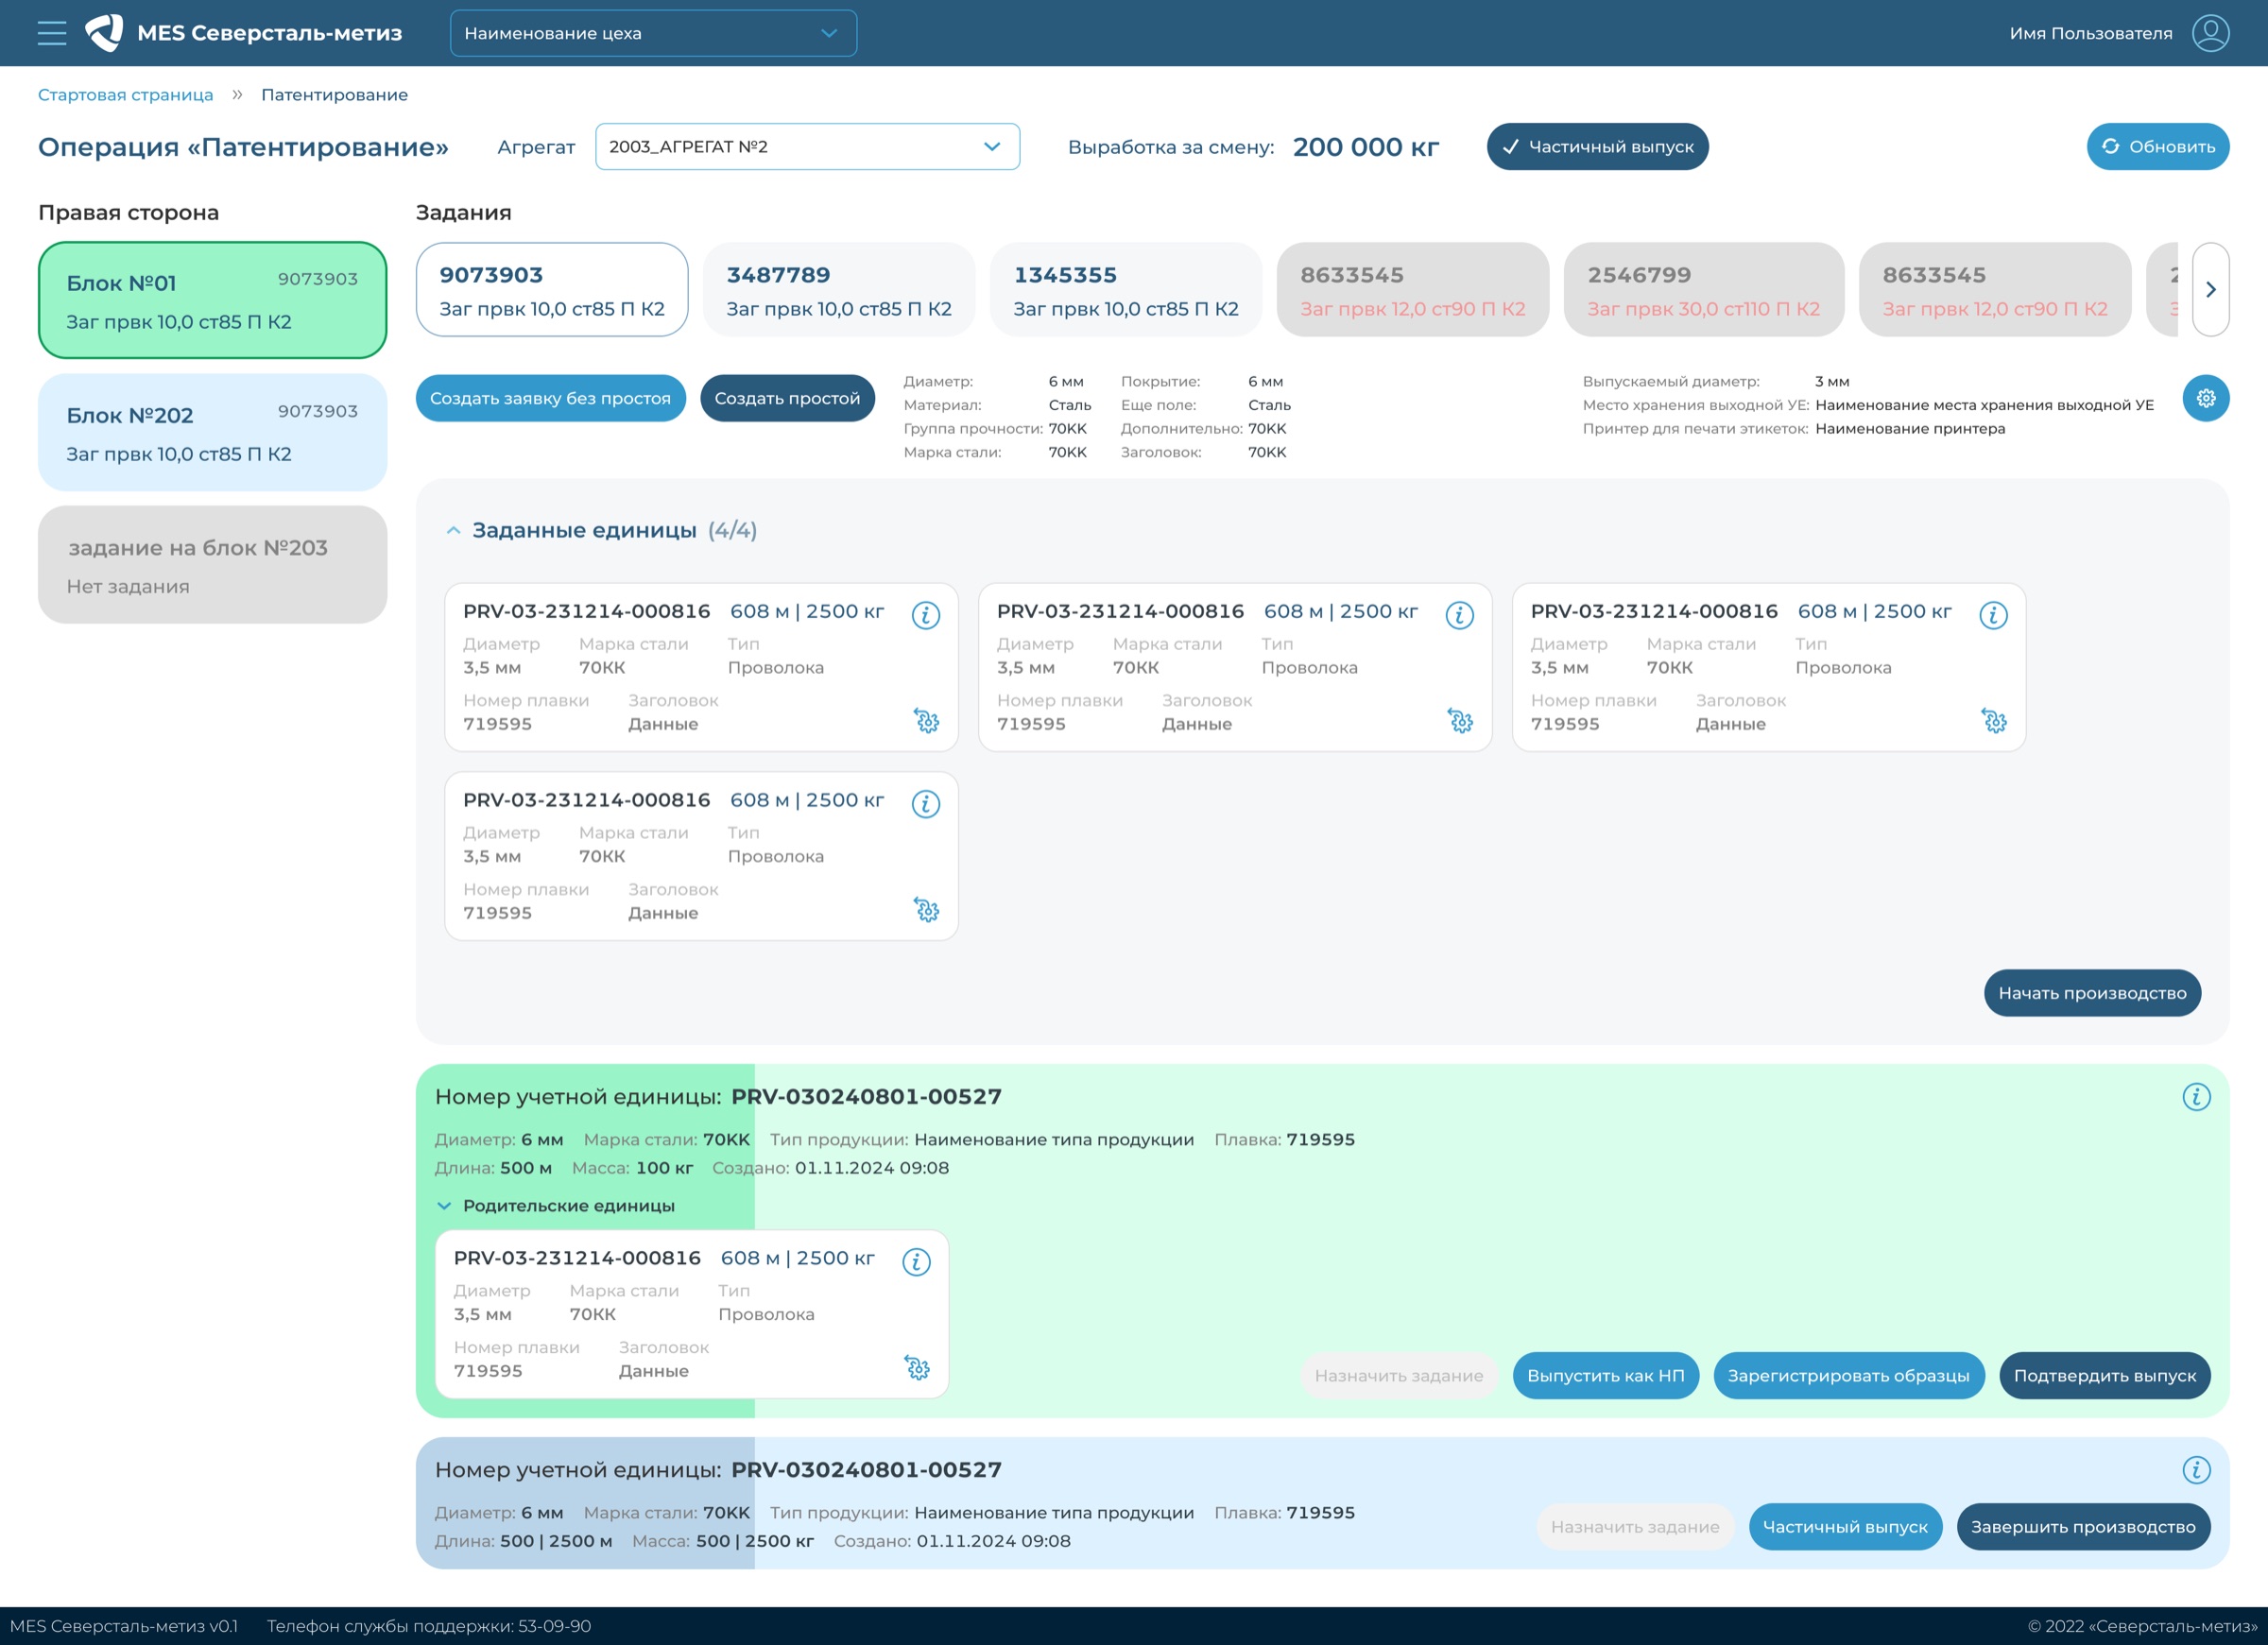 MES Северсталь-метиз
Наименование цеха
Имя Пользователя
Стартовая страница » Патентирование
Операция «Патентирование»
Агрегат
2003_АГРЕГАТ №2
Выработка за смену: 200 000 кг
Частичный выпуск
Обновить
Правая сторона
Блок №01 9073903
Заг првк 10,0 ст85 П К2
Блок №202 9073903
Заг првк 10,0 ст85 П К2
задание на блок №203
Нет задания
Задания
9073903
Заг првк 10,0 ст85 П К2
3487789
Заг првк 10,0 ст85 П К2
1345355
Заг првк 10,0 ст85 П К2
8633545
Заг првк 12,0 ст90 П К2
2546799
Заг првк 30,0 ст110 П К2
8633545
Заг првк 12,0 ст90 П К2
Создать заявку без простоя
Создать простой
Диаметр: 6 мм Покрытие: 6 мм
Материал: Сталь Еще поле: Сталь
Группа прочности: 70КК Дополнительно: 70КК
Марка стали: 70КК Заголовок: 70КК
Выпускаемый диаметр: 3 мм
Место хранения выходной УЕ: Наименование места хранения выходной УЕ
Принтер для печати этикеток: Наименование принтера
Заданные единицы (4/4)
PRV-03-231214-000816 608 м | 2500 кг
Диаметр Марка стали Тип
3,5 мм 70КК Проволока
Номер плавки Заголовок
719595 Данные
PRV-03-231214-000816 608 м | 2500 кг
Диаметр Марка стали Тип
3,5 мм 70КК Проволока
Номер плавки Заголовок
719595 Данные
PRV-03-231214-000816 608 м | 2500 кг
Диаметр Марка стали Тип
3,5 мм 70КК Проволока
Номер плавки Заголовок
719595 Данные
PRV-03-231214-000816 608 м | 2500 кг
Диаметр Марка стали Тип
3,5 мм 70КК Проволока
Номер плавки Заголовок
719595 Данные
Начать производство
Номер учетной единицы: PRV-030240801-00527
Диаметр: 6 мм Марка стали: 70КК Тип продукции: Наименование типа продукции Плавка: 719595
Длина: 500 м Масса: 100 кг Создано: 01.11.2024 09:08
Родительские единицы
PRV-03-231214-000816 608 м | 2500 кг
Диаметр Марка стали Тип
3,5 мм 70КК Проволока
Номер плавки Заголовок
719595 Данные
Назначить задание
Выпустить как НП
Зарегистрировать образцы
Подтвердить выпуск
Номер учетной единицы: PRV-030240801-00527
Диаметр: 6 мм Марка стали: 70КК Тип продукции: Наименование типа продукции Плавка: 719595
Длина: 500 | 2500 м Масса: 500 | 2500 кг Создано: 01.11.2024 09:08
Назначить задание
Частичный выпуск
Завершить производство
MES Северсталь-метиз v0.1 Телефон службы поддержки: 53-09-90
© 2022 «Северсталь-метиз»